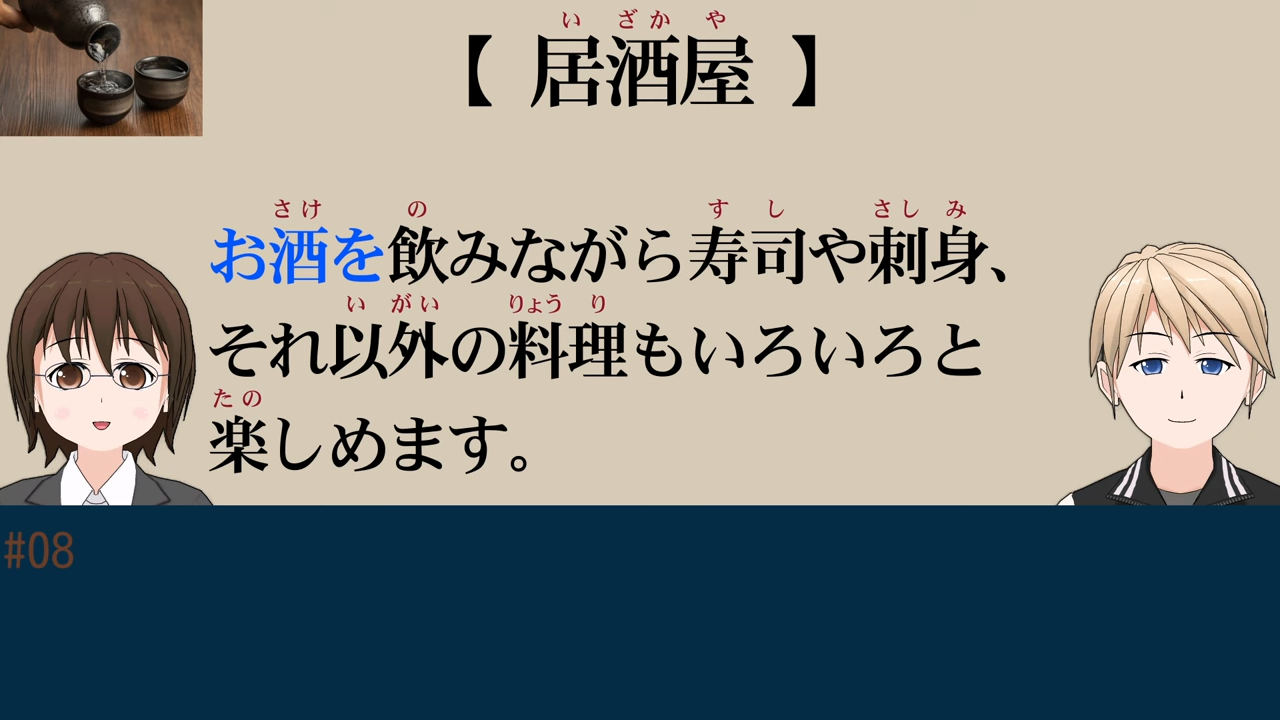 い ざか や
【 居酒屋 】
さけ の す し さし み
お酒を飲みながら寿司や刺身、
い がい りょう り
それ以外の料理もいろいろと
たの
楽しめます。
#08